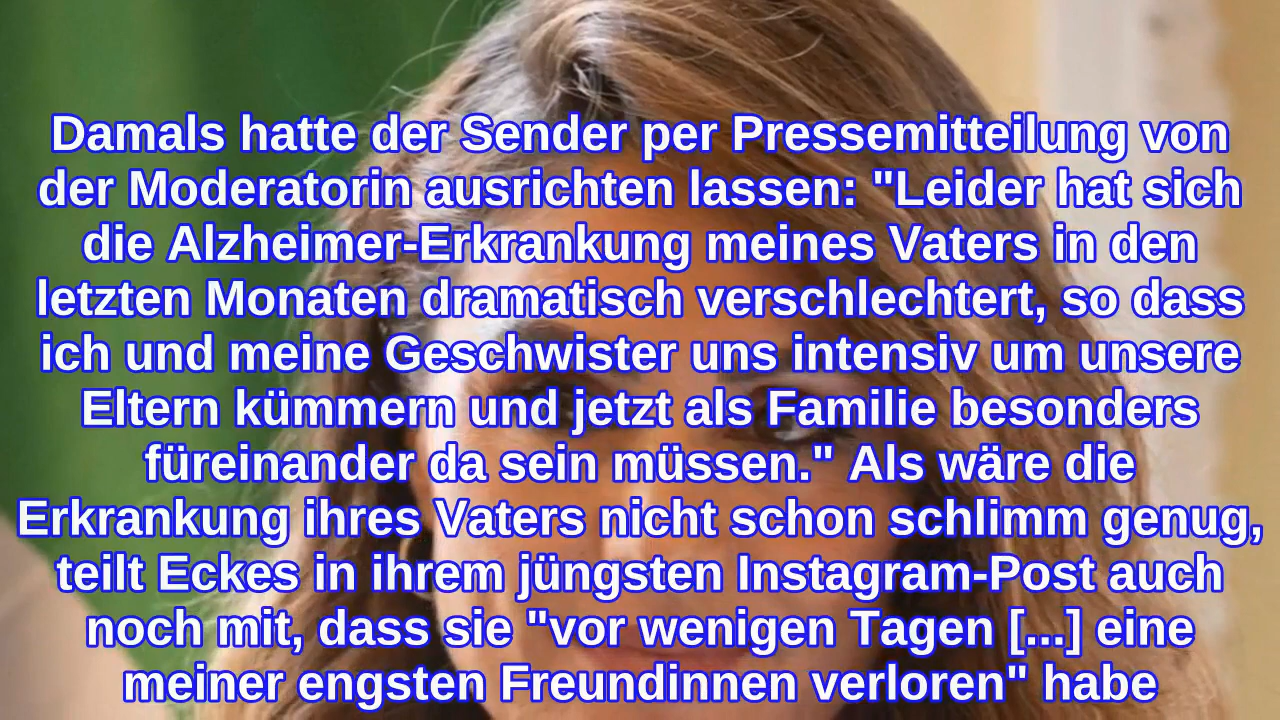 Damals hatte der Sender per Pressemitteilung von
der Moderatorin ausrichten lassen: "Leider hat sich
die Alzheimer-Erkrankung meines Vaters in den
letzten Monaten dramatisch verschlechtert, so dass
ich und meine Geschwister uns intensiv um unsere
Eltern kümmern und jetzt als Familie besonders
füreinander da sein müssen." Als wäre die
Erkrankung ihres Vaters nicht schon schlimm genug,
teilt Eckes in ihrem jüngsten Instagram-Post auch
noch mit, dass sie "vor wenigen Tagen [...] eine
meiner engsten Freundinnen verloren" habe